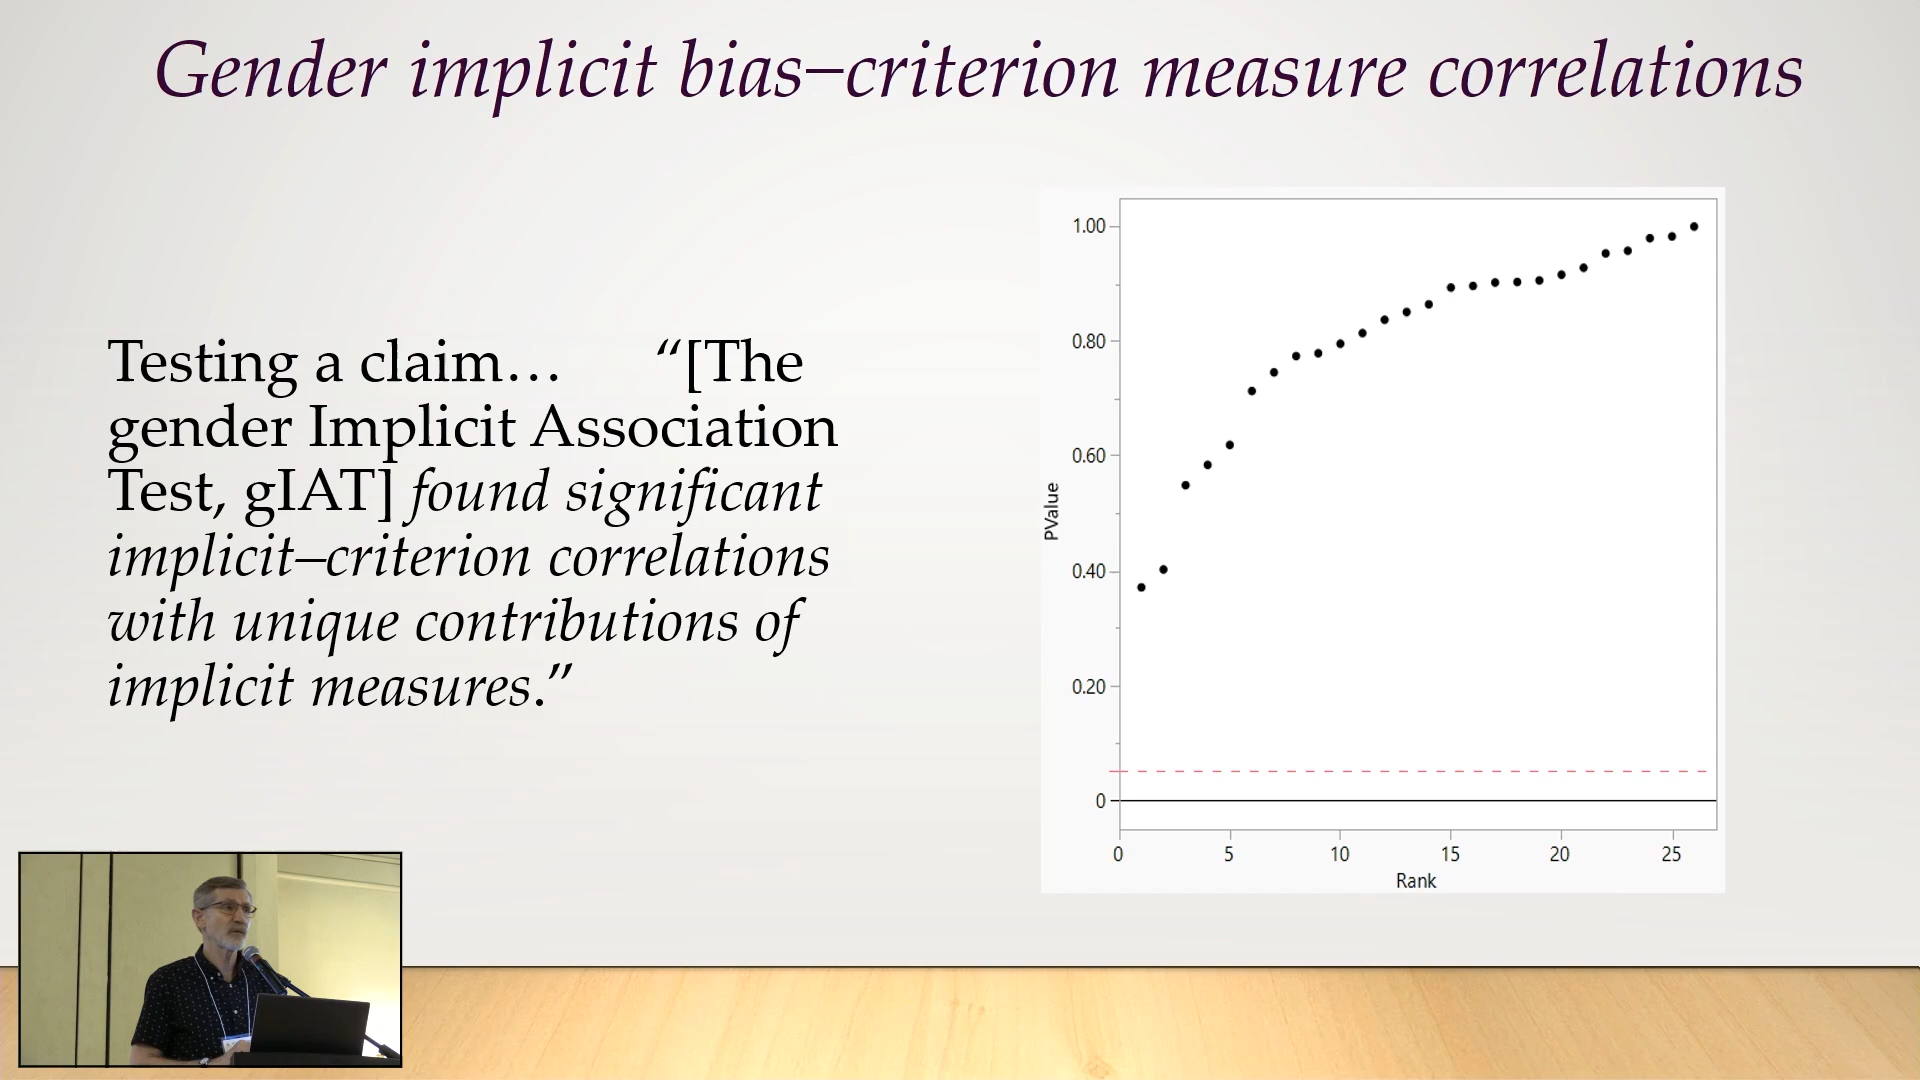 Gender implicit bias–criterion measure correlations
Testing a claim… “[The
gender Implicit Association
Test, gIAT] found significant
implicit–criterion correlations
with unique contributions of
implicit measures.”
1.00
0.80
0.60
0.40
0.20
0
PValue
0 5 10 15 20 25
Rank